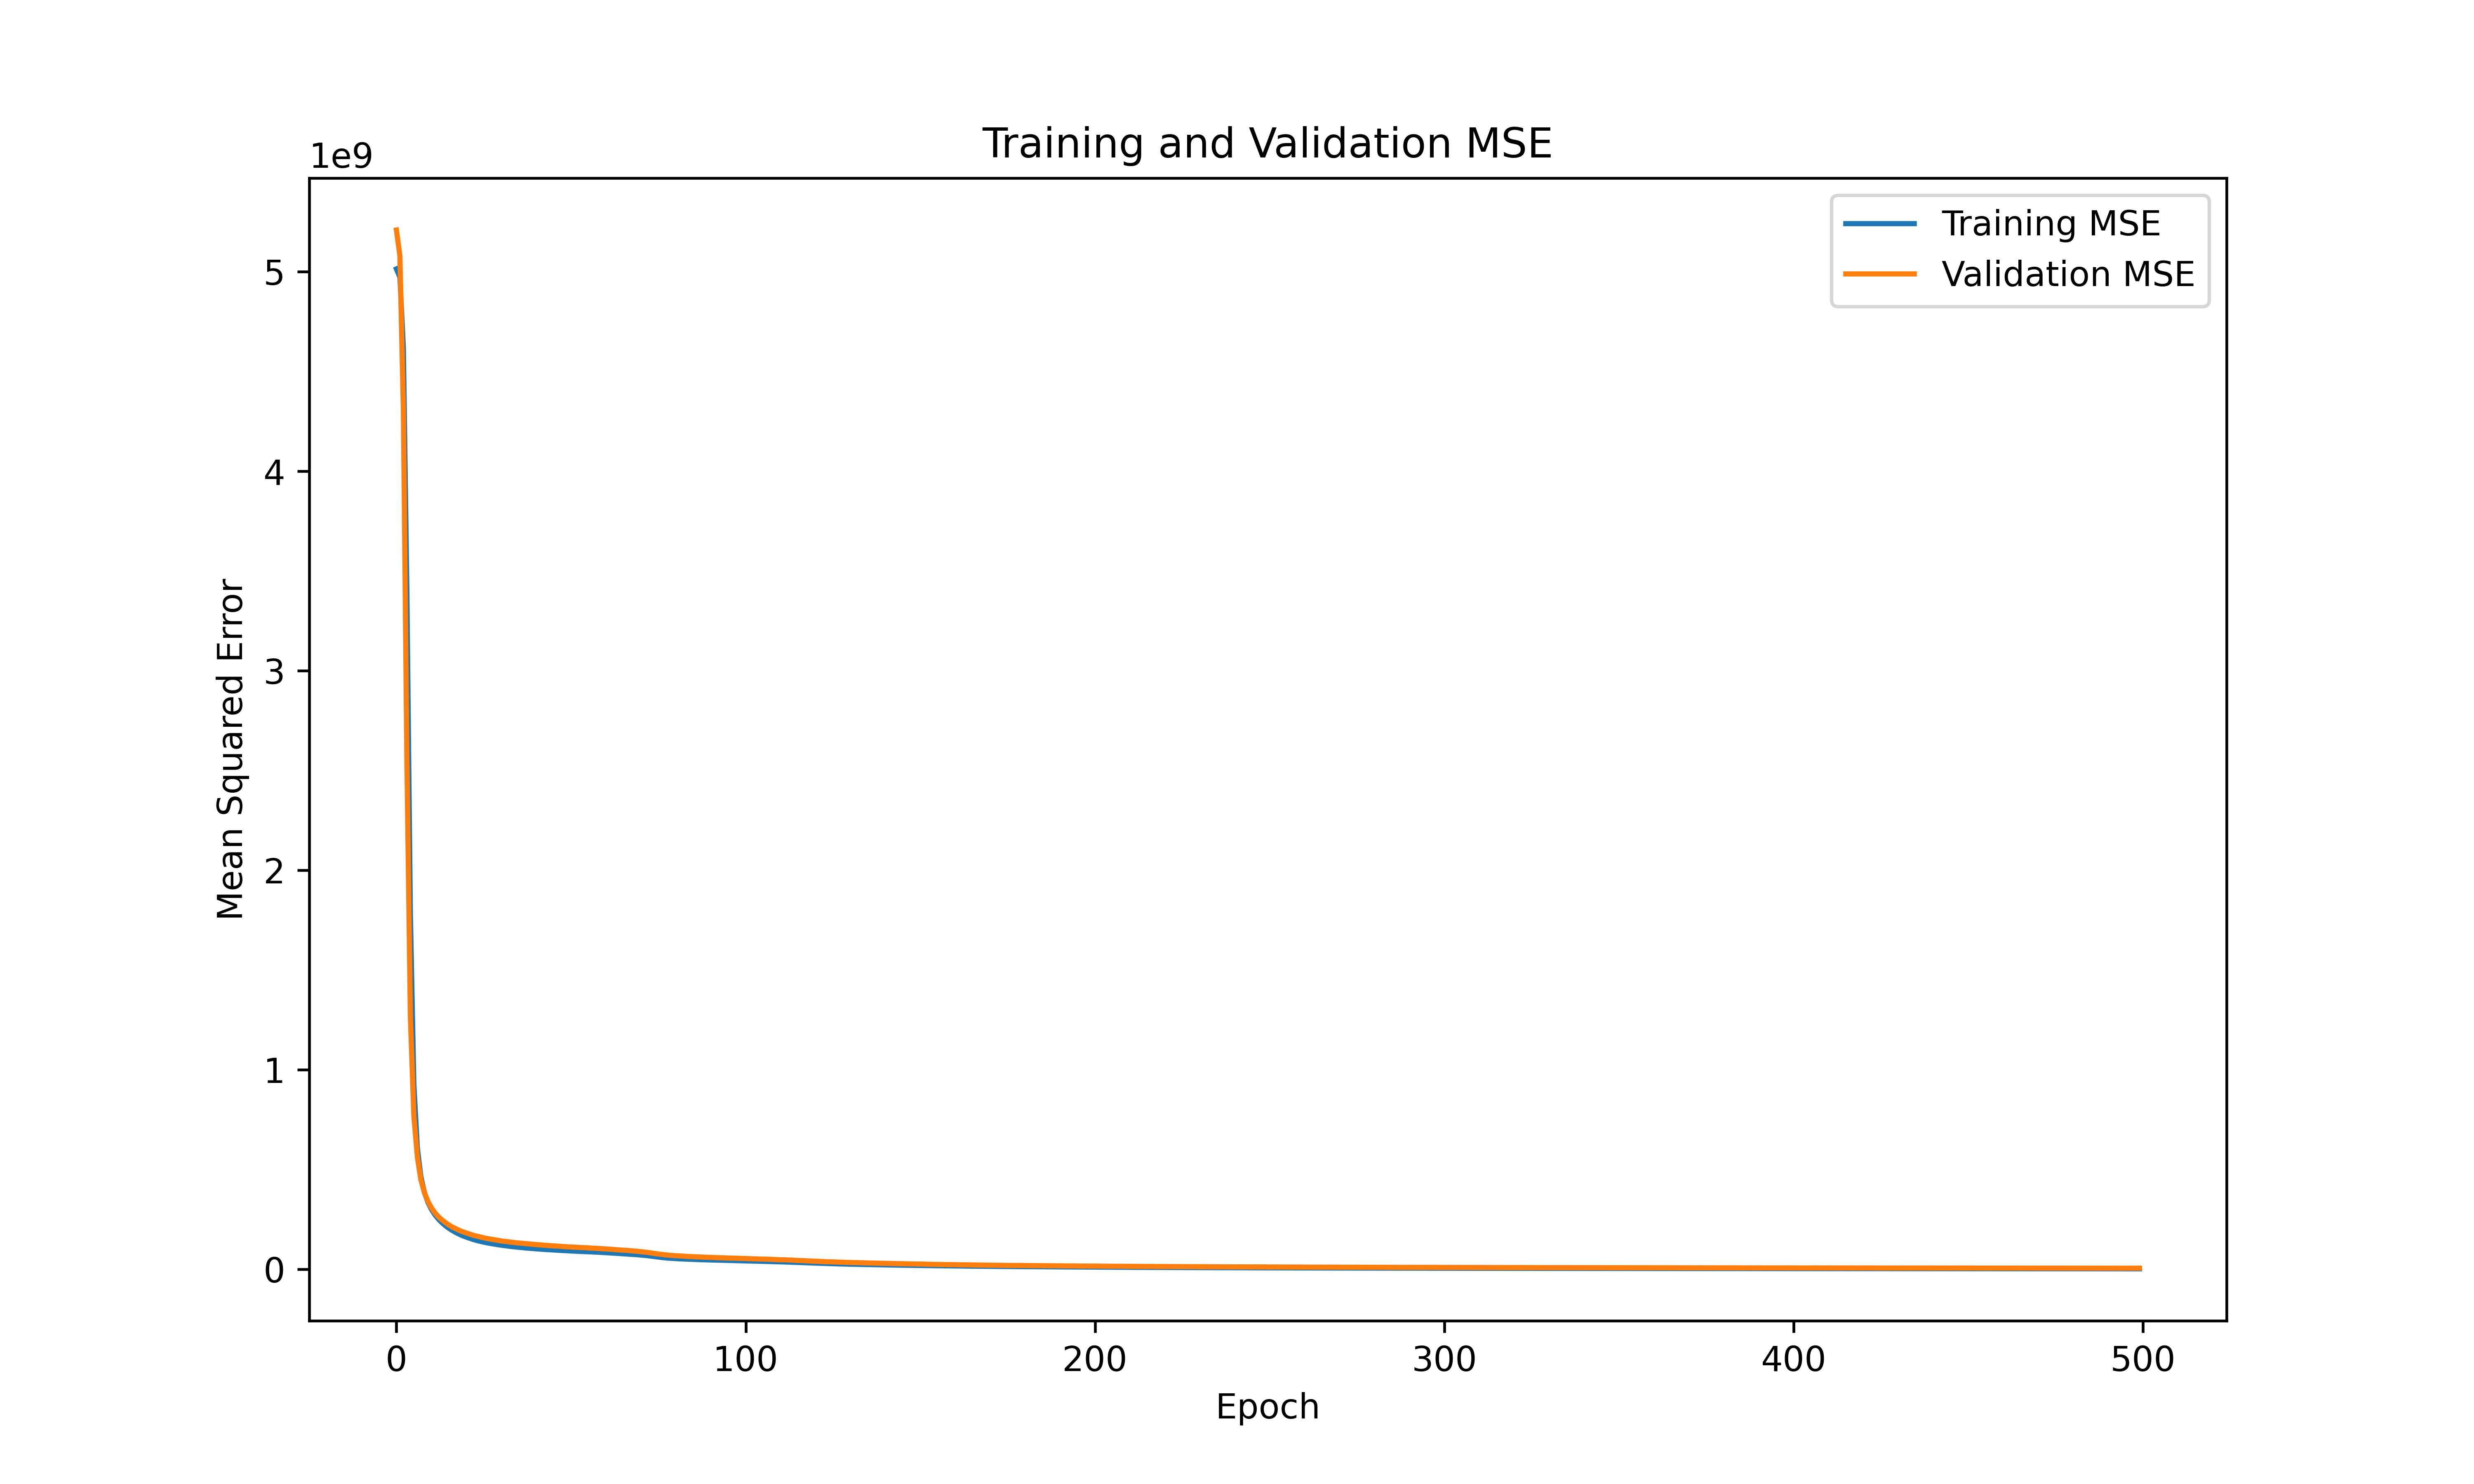 Training and Validation MSE
1e9
Training MSE
Validation MSE
5
4
3
2
1
0
Mean Squared Error
0 100 200 300 400 500
Epoch